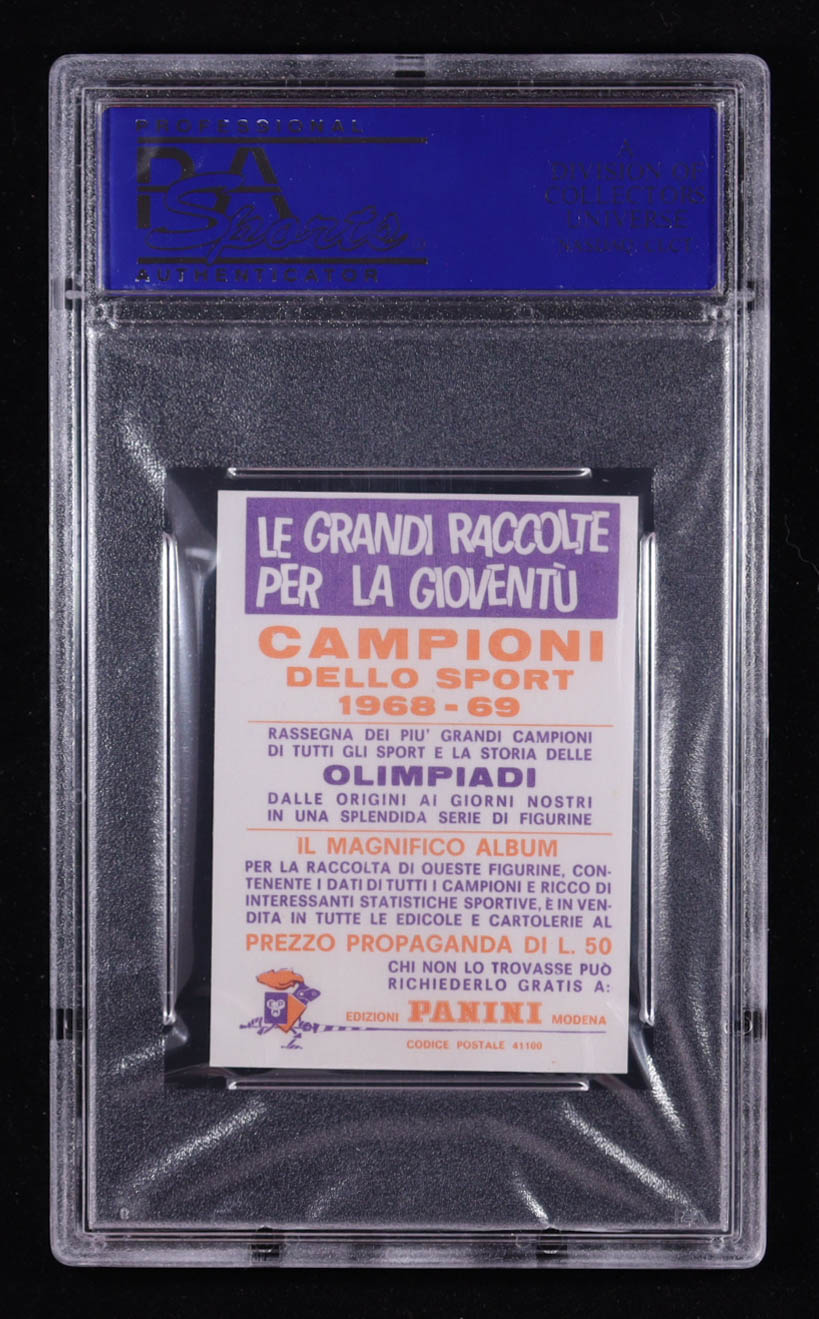 PROFESSIONAL
PSA
Sports
AUTHENTICATOR
A
DIVISION OF
COLLECTORS
UNIVERSE
NASDAQ: CLCT
LE GRANDI RACCOLTE
PER LA GIOVENTÙ
CAMPIONI
DELLO SPORT
1968-69
RASSEGNA DEI PIU' GRANDI CAMPIONI
DI TUTTI GLI SPORT E LA STORIA DELLE
OLIMPIADI
DALLE ORIGINI AI GIORNI NOSTRI
IN UNA SPLENDIDA SERIE DI FIGURINE
IL MAGNIFICO ALBUM
PER LA RACCOLTA DI QUESTE FIGURINE, CON-
TENENTE I DATI DI TUTTI I CAMPIONI E RICCO DI
INTERESSANTI STATISTICHE SPORTIVE, È IN VEN-
DITA IN TUTTE LE EDICOLE E CARTOLERIE AL
PREZZO PROPAGANDA DI L. 50
CHI NON LO TROVASSE PUÒ
RICHIEDERLO GRATIS A:
EDIZIONI PANINI MODENA
CODICE POSTALE 41100